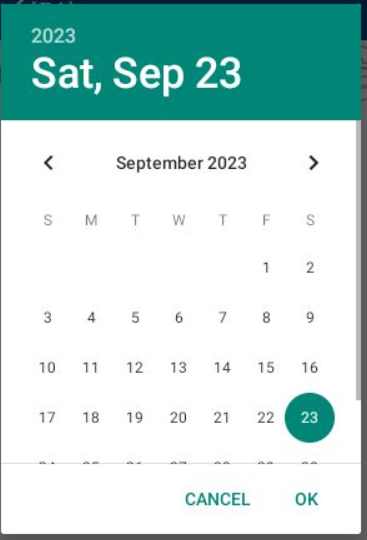 2023
Sat, Sep 23
September 2023
S M T W T F S
1 2
3 4 5 6 7 8 9
10 11 12 13 14 15 16
17 18 19 20 21 22 23
CANCEL OK